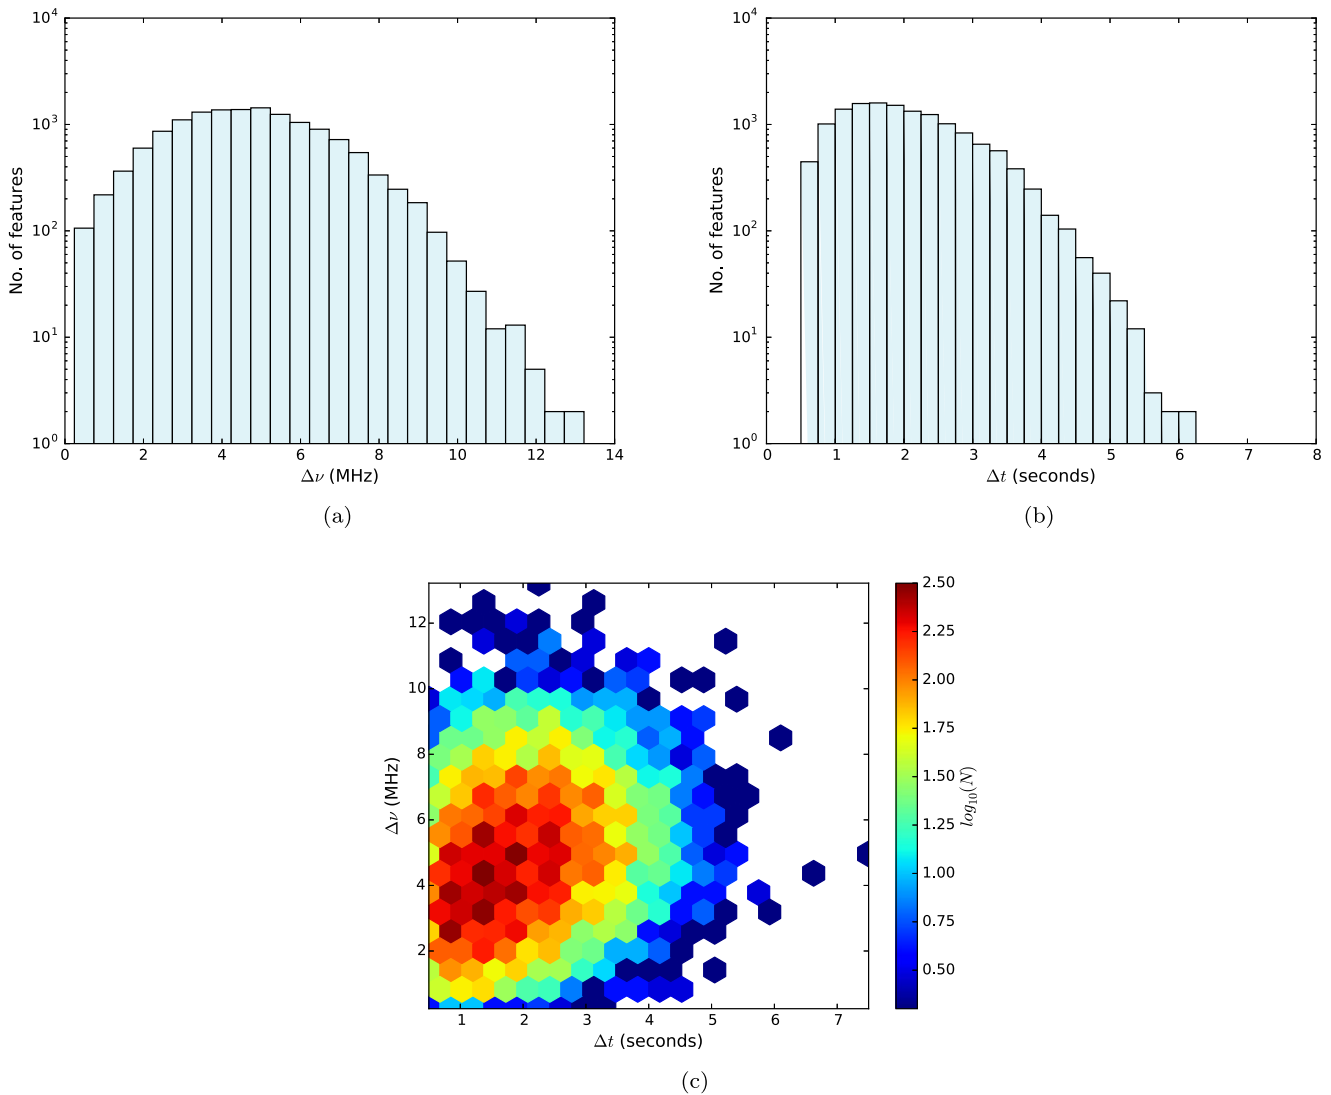 10^4
10^3
10^2
10^1
10^0
No. of features
0 2 4 6 8 10 12 14
Δν (MHz)
(a)
10^4
10^3
10^2
10^1
10^0
No. of features
0 1 2 3 4 5 6 7 8
Δt (seconds)
(b)
12
10
8
6
4
2
Δν (MHz)
1 2 3 4 5 6 7
Δt (seconds)
2.50
2.25
2.00
1.75
1.50
1.25
1.00
0.75
0.50
log₁₀(N)
(c)